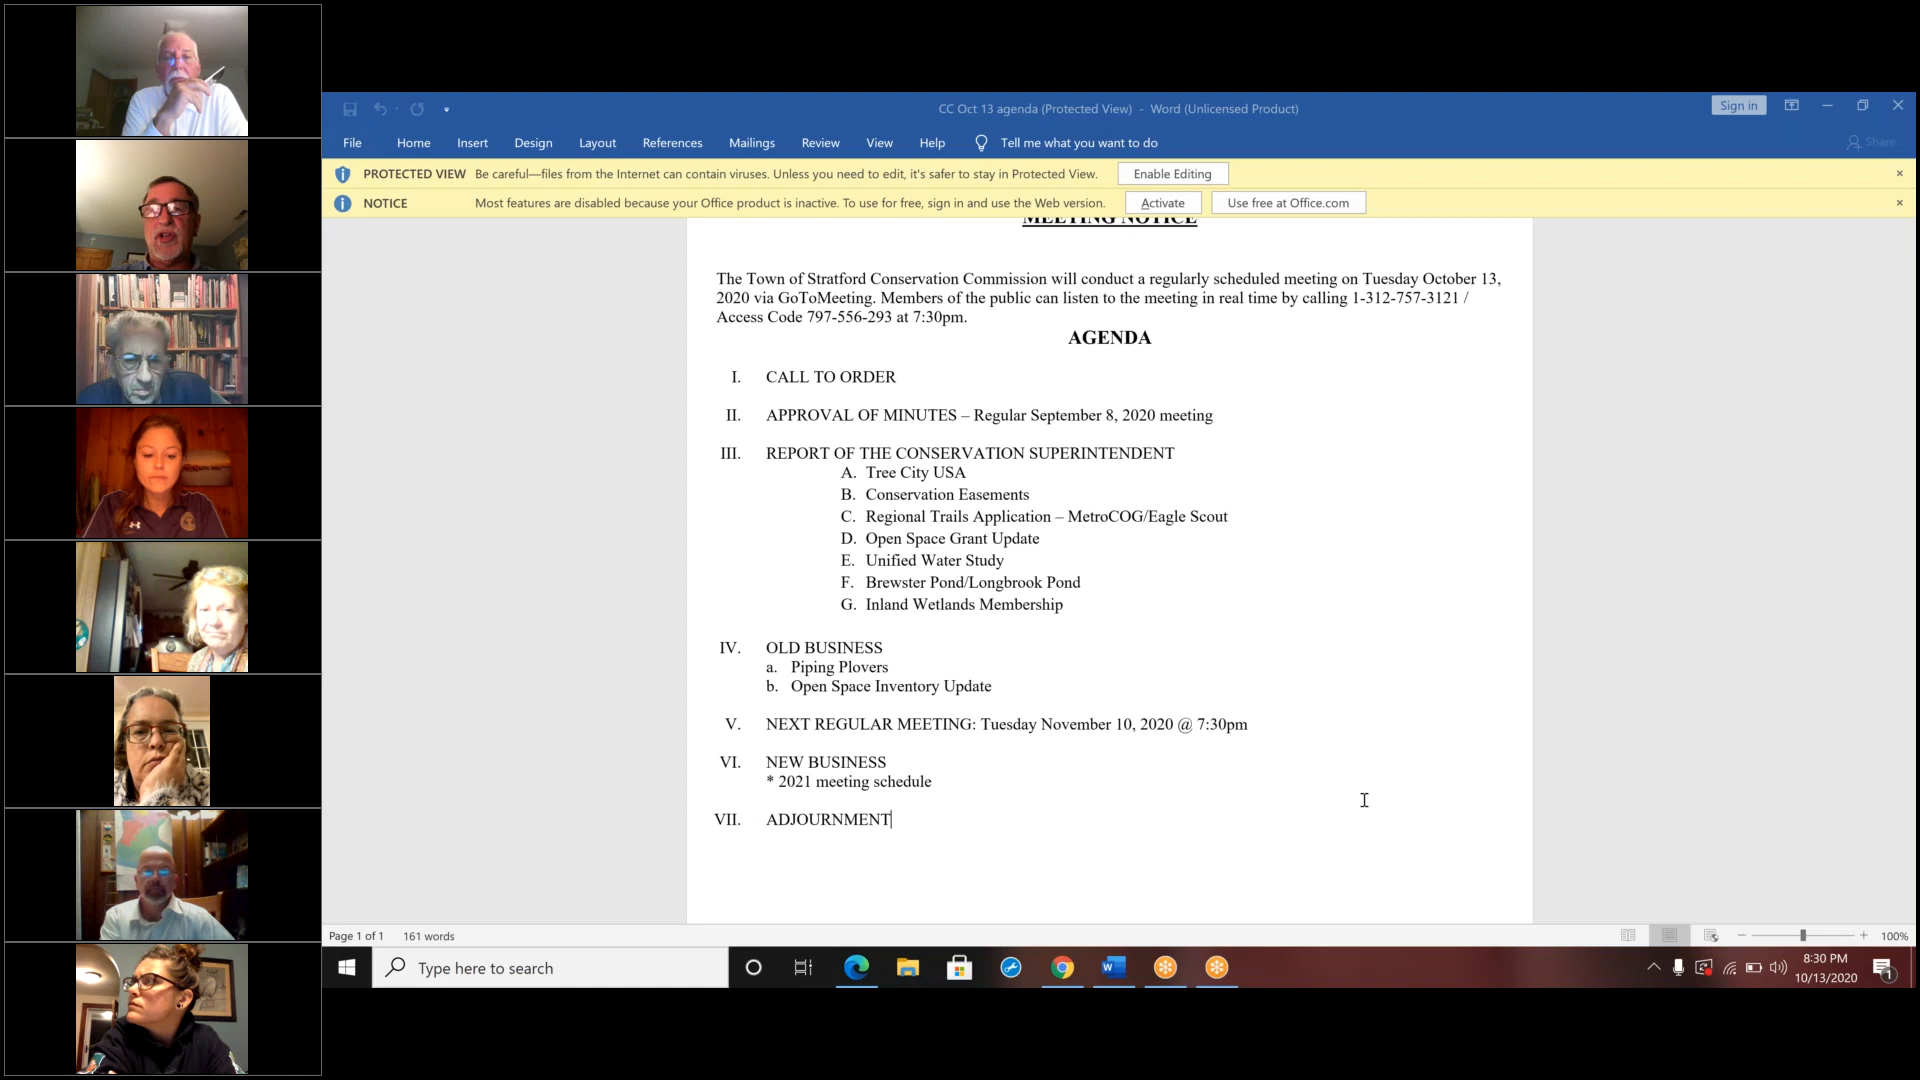 CC Oct 13 agenda (Protected View) - Word (Unlicensed Product)
Sign in
File Home Insert Design Layout References Mailings Review View Help Tell me what you want to do
Share
PROTECTED VIEW Be careful—files from the Internet can contain viruses. Unless you need to edit, it's safer to stay in Protected View. Enable Editing
NOTICE Most features are disabled because your Office product is inactive. To use for free, sign in and use the Web version. Activate Use free at Office.com
MEETING NOTICE
The Town of Stratford Conservation Commission will conduct a regularly scheduled meeting on Tuesday October 13,
2020 via GoToMeeting. Members of the public can listen to the meeting in real time by calling 1-312-757-3121 /
Access Code 797-556-293 at 7:30pm.
AGENDA
I. CALL TO ORDER
II. APPROVAL OF MINUTES – Regular September 8, 2020 meeting
III. REPORT OF THE CONSERVATION SUPERINTENDENT
A. Tree City USA
B. Conservation Easements
C. Regional Trails Application – MetroCOG/Eagle Scout
D. Open Space Grant Update
E. Unified Water Study
F. Brewster Pond/Longbrook Pond
G. Inland Wetlands Membership
IV. OLD BUSINESS
a. Piping Plovers
b. Open Space Inventory Update
V. NEXT REGULAR MEETING: Tuesday November 10, 2020 @ 7:30pm
VI. NEW BUSINESS
* 2021 meeting schedule
VII. ADJOURNMENT
Page 1 of 1 161 words
100%
Type here to search
8:30 PM
10/13/2020
1